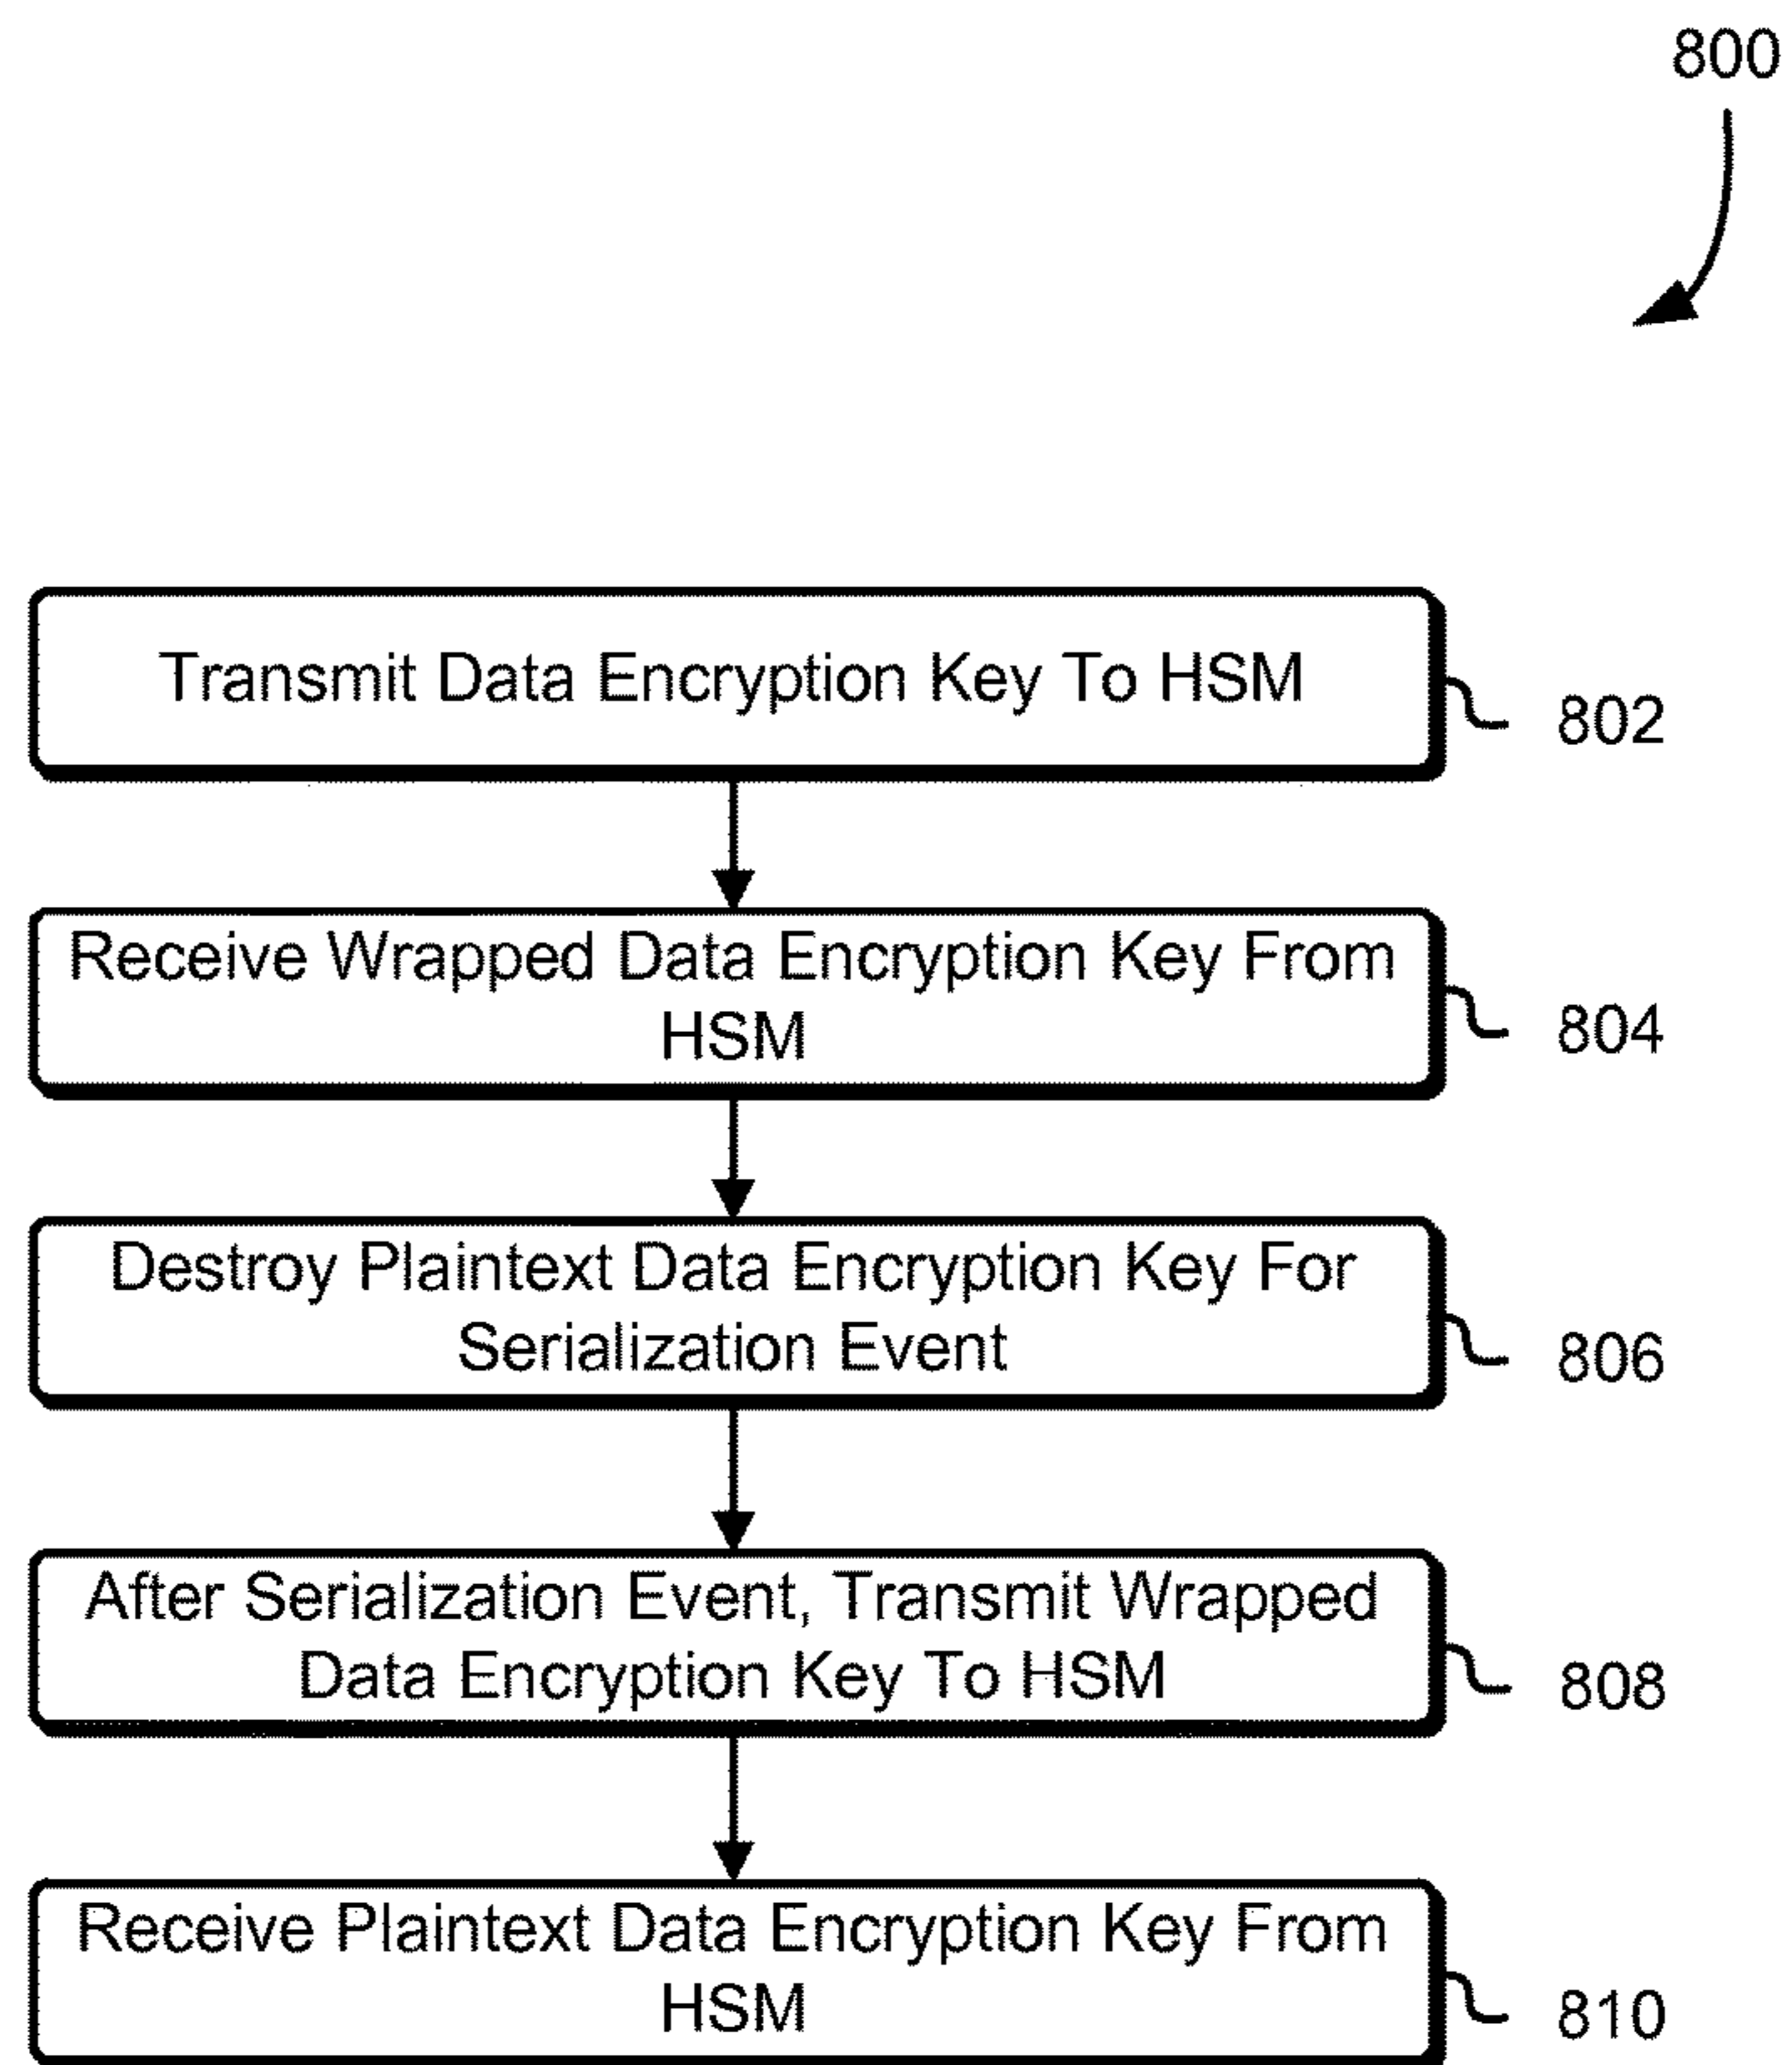 800
Transmit Data Encryption Key To HSM
802
Receive Wrapped Data Encryption Key From
HSM
804
Destroy Plaintext Data Encryption Key For
Serialization Event
806
After Serialization Event, Transmit Wrapped
Data Encryption Key To HSM
808
Receive Plaintext Data Encryption Key From
HSM
810